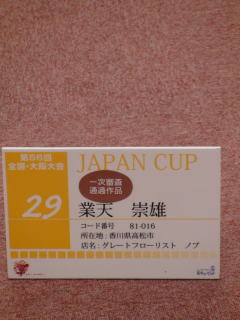 第56回
全国・大阪大会
JAPAN CUP
一次審査
通過作品
29
業天 崇雄
コード番号 81-016
所在地:香川県高松市
店名:グレートフローリスト ノブ